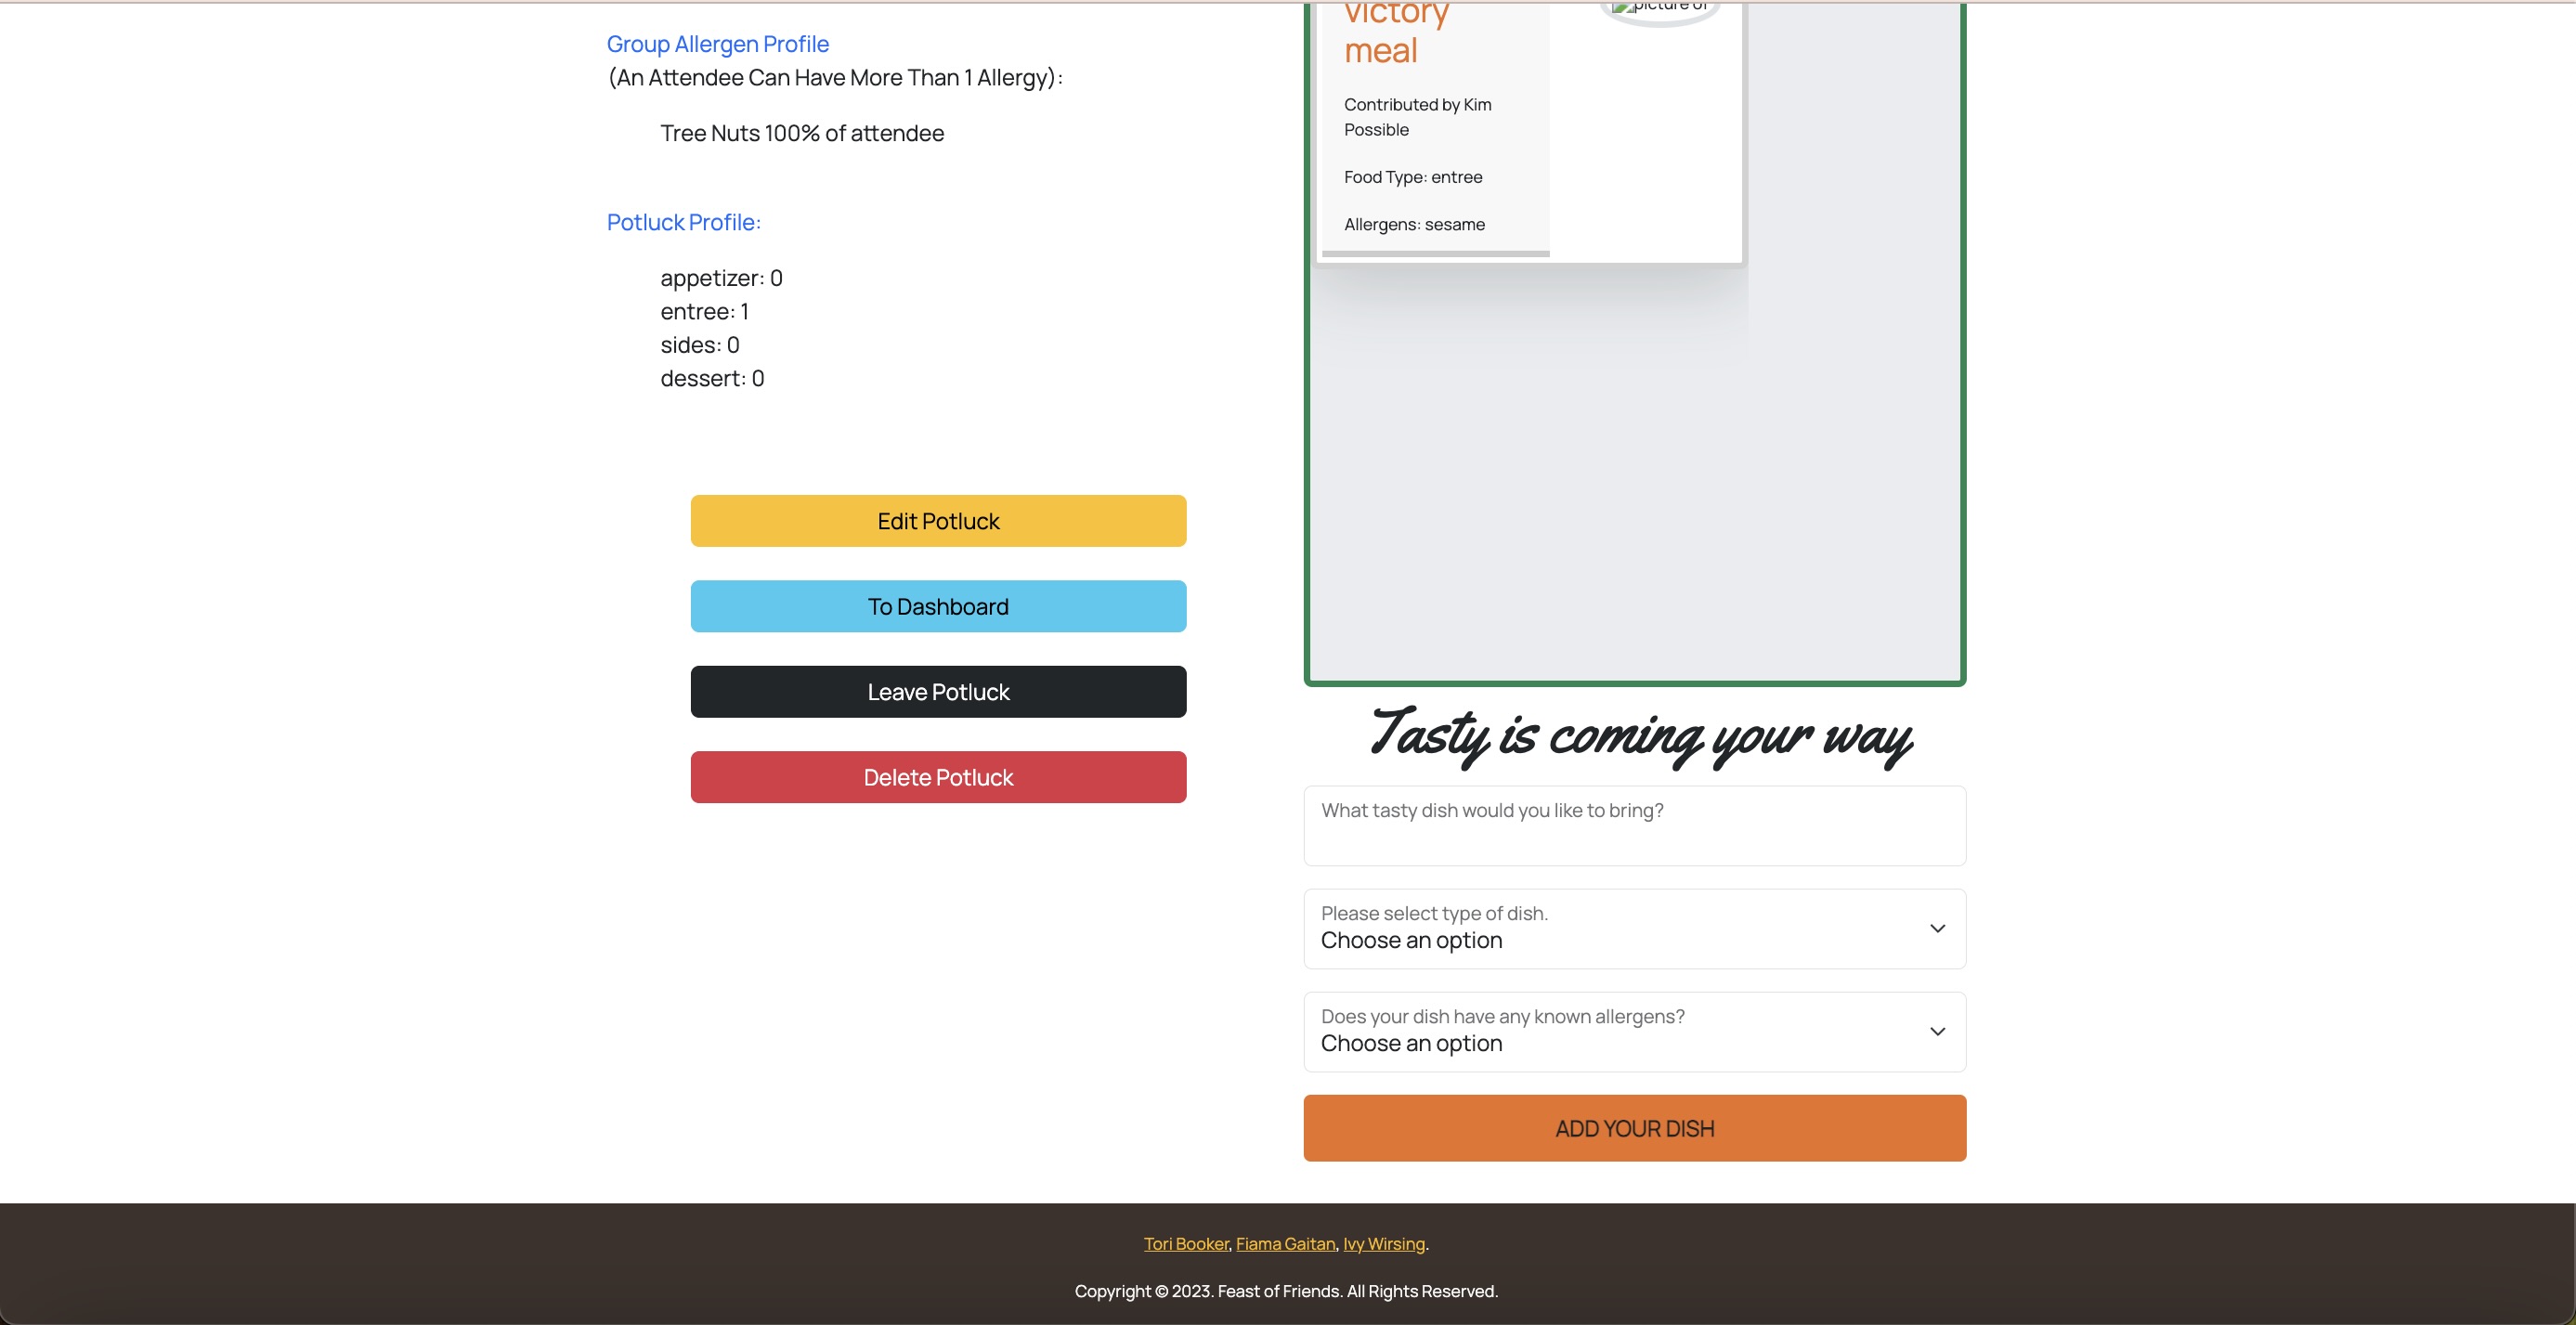 Group Allergen Profile
(An Attendee Can Have More Than 1 Allergy):
Tree Nuts 100% of attendee
Potluck Profile:
appetizer: 0
entree: 1
sides: 0
dessert: 0
Edit Potluck
To Dashboard
Leave Potluck
Delete Potluck
victory
meal
picture of
Contributed by Kim
Possible
Food Type: entree
Allergens: sesame
Tasty is coming your way
What tasty dish would you like to bring?
Please select type of dish.
Choose an option
Does your dish have any known allergens?
Choose an option
ADD YOUR DISH
Tori Booker, Fiama Gaitan, Ivy Wirsing.
Copyright © 2023. Feast of Friends. All Rights Reserved.